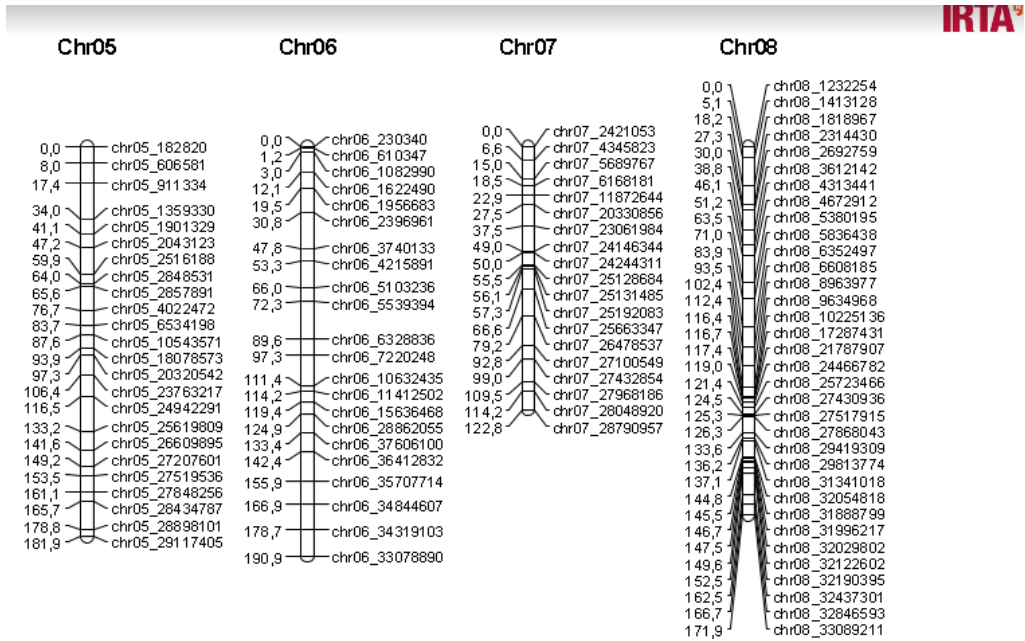 IRTA
Chr05
0,0 chr05_182820
8,0 chr05_606581
17,4 chr05_911334
34,0 chr05_1359330
41,1 chr05_1901329
47,2 chr05_2043123
59,9 chr05_2516188
64,0 chr05_2848531
65,6 chr05_2857891
76,7 chr05_4022472
83,7 chr05_6534198
87,6 chr05_10543571
93,9 chr05_18078573
97,3 chr05_20320542
106,4 chr05_23763217
116,5 chr05_24942291
133,2 chr05_25619809
141,6 chr05_26609895
149,2 chr05_27207601
153,5 chr05_27519536
161,1 chr05_27848256
165,7 chr05_28434787
178,8 chr05_28898101
181,9 chr05_29117405
Chr06
0,0 chr06_230340
1,2 chr06_610347
3,0 chr06_1082990
12,1 chr06_1622490
19,5 chr06_1956683
30,8 chr06_2396961
47,8 chr06_3740133
53,3 chr06_4215891
66,0 chr06_5103236
72,3 chr06_5539394
89,6 chr06_6328836
97,3 chr06_7220248
111,4 chr06_10632435
114,2 chr06_11412502
119,4 chr06_15636468
124,9 chr06_28862055
133,4 chr06_37606100
142,4 chr06_36412832
155,9 chr06_35707714
166,9 chr06_34844607
178,7 chr06_34319103
190,9 chr06_33078890
Chr07
0,0 chr07_2421053
6,6 chr07_4345823
15,0 chr07_5689767
18,5 chr07_6168181
22,9 chr07_11872644
27,5 chr07_20330856
37,5 chr07_23061984
49,0 chr07_24146344
50,0 chr07_24244311
55,5 chr07_25128684
56,1 chr07_25131485
57,3 chr07_25192083
66,6 chr07_25663347
79,2 chr07_26478537
92,8 chr07_27100549
99,0 chr07_27432854
109,5 chr07_27968186
114,2 chr07_28048920
122,8 chr07_28790957
Chr08
0,0 chr08_1232254
5,1 chr08_1413128
18,2 chr08_1818967
27,3 chr08_2314430
30,0 chr08_2692759
38,8 chr08_3612142
46,1 chr08_4313441
51,2 chr08_4672912
63,5 chr08_5380195
71,0 chr08_5836438
83,9 chr08_6352497
93,5 chr08_6608185
102,4 chr08_8963977
112,4 chr08_9634968
116,4 chr08_10225136
116,7 chr08_17287431
117,4 chr08_21787907
119,0 chr08_24466782
121,4 chr08_25723466
124,5 chr08_27430936
125,3 chr08_27517915
126,3 chr08_27868043
133,6 chr08_29419309
136,2 chr08_29813774
137,1 chr08_31341018
144,8 chr08_32054818
145,5 chr08_31888799
146,7 chr08_31996217
147,5 chr08_32029802
149,6 chr08_32122602
152,5 chr08_32190395
162,5 chr08_32437301
166,7 chr08_32846593
171,9 chr08_33089211